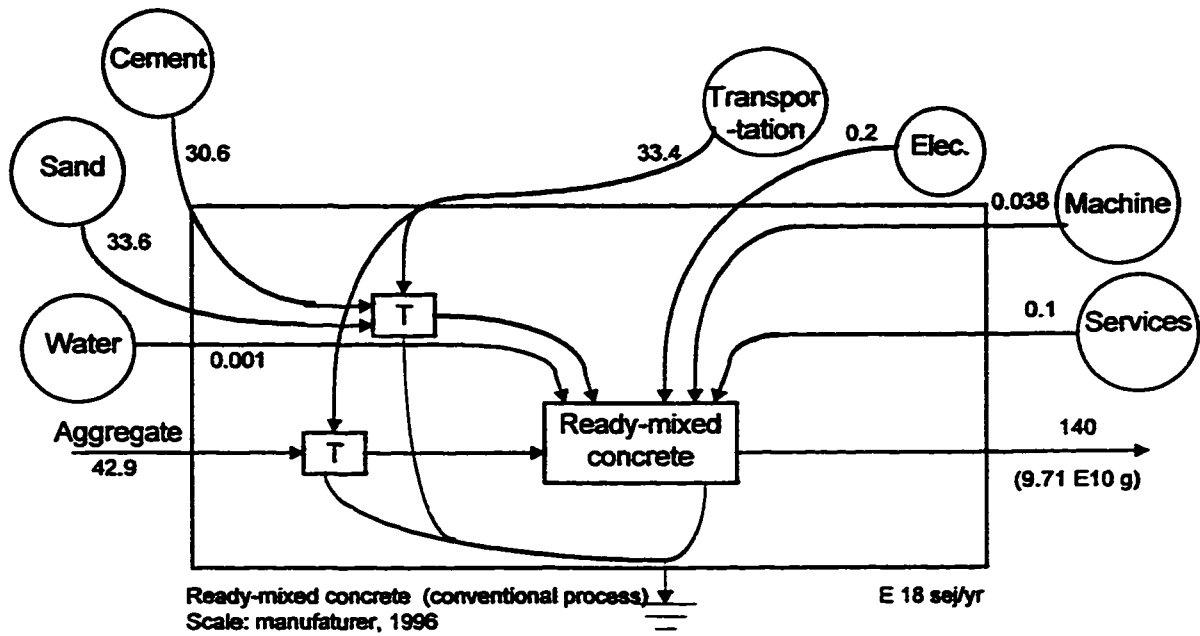 Cement
Transpor
-tation
0.2
Elec.
30.6
33.4
Sand
0.038
Machine
33.6
0.1
Services
T
Water
0.001
Aggregate
42.9
T
Ready-mixed
concrete
140
(9.71 E10 g)
Ready-mixed concrete (conventional process)
Scale: manufaturer, 1996
E 18 sej/yr